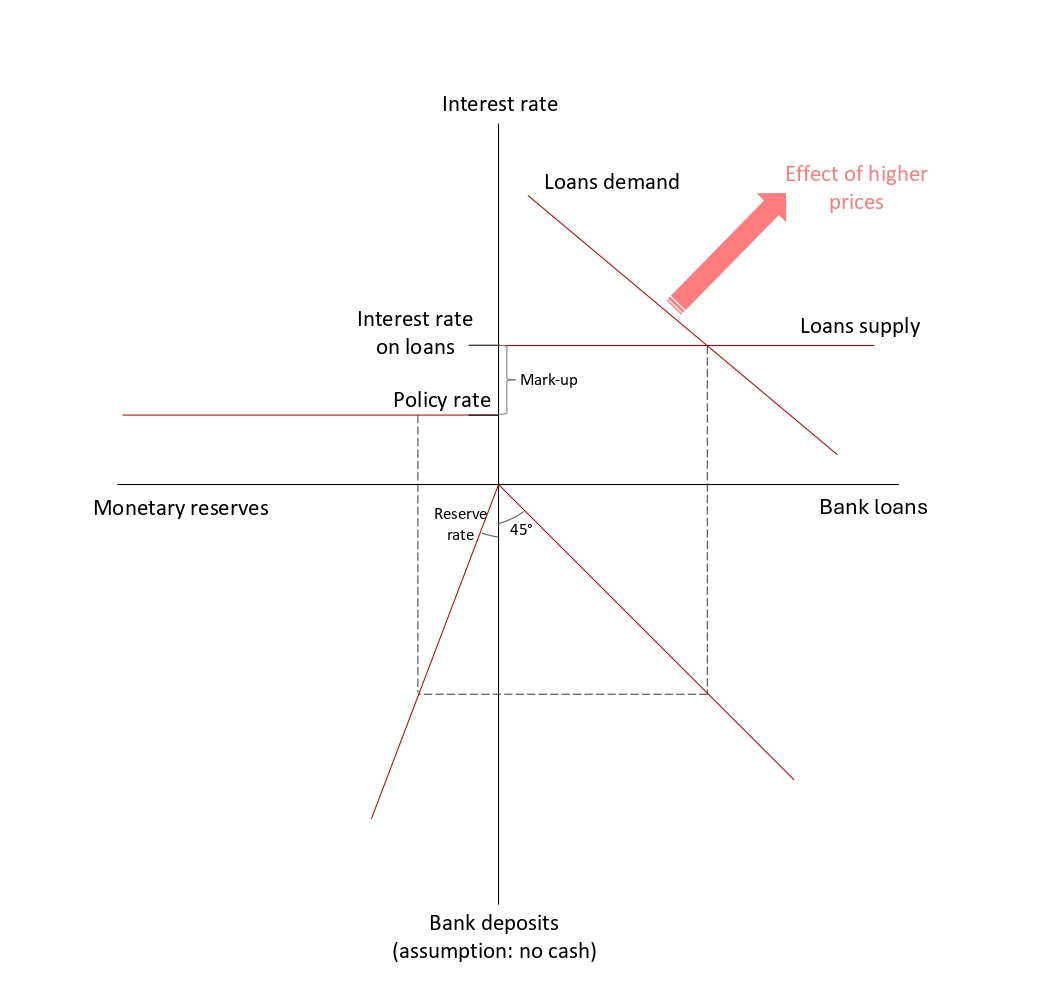 Interest rate
Effect of higher
prices
Loans demand
Interest rate
on loans
Loans supply
Mark-up
Policy rate
Monetary reserves
Bank loans
Reserve
rate
45°
Bank deposits
(assumption: no cash)